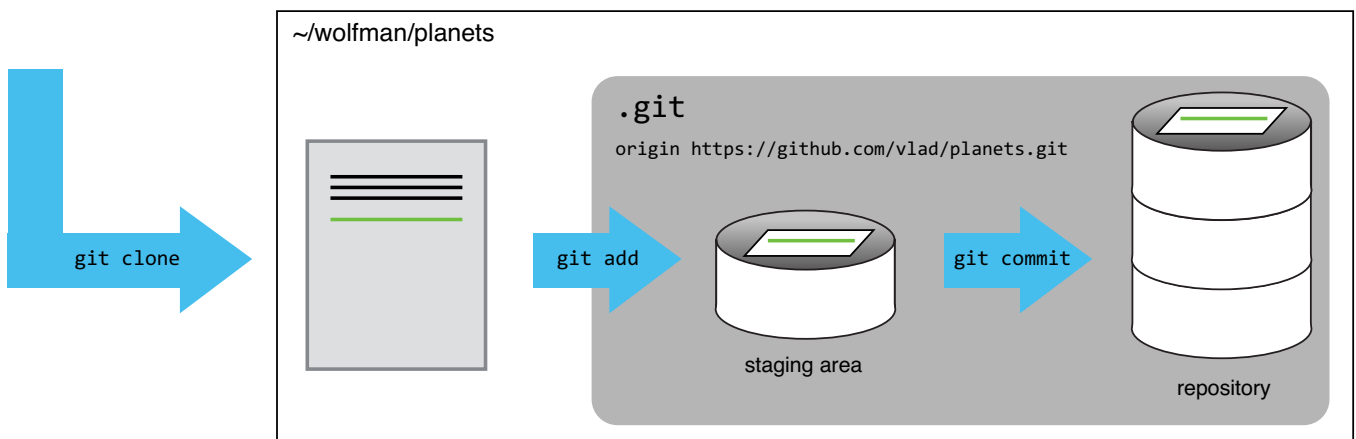 ~/wolfman/planets
.git
origin https://github.com/vlad/planets.git
git clone
git add
git commit
staging area
repository